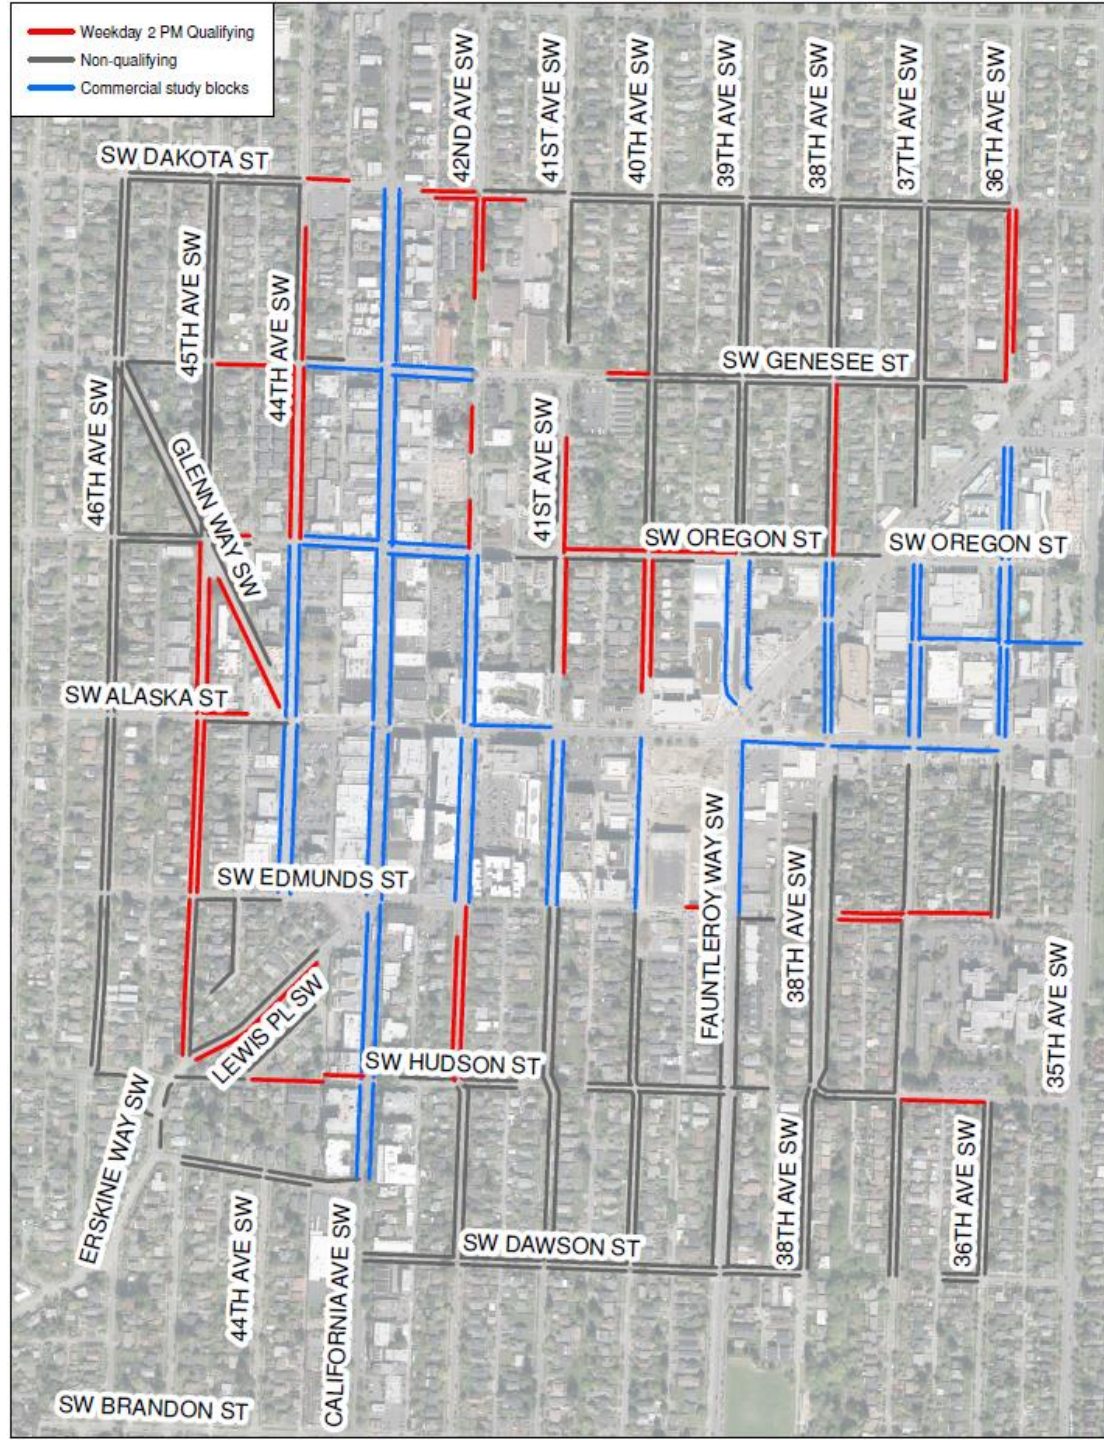 Weekday 2 PM Qualifying
Non-qualifying
Commercial study blocks
42ND AVE SW
41ST AVE SW
40TH AVE SW
39TH AVE SW
38TH AVE SW
37TH AVE SW
36TH AVE SW
SW DAKOTA ST
45TH AVE SW
44TH AVE SW
SW GENESEE ST
46TH AVE SW
41ST AVE SW
GLENN WAY SW
SW OREGON ST
SW OREGON ST
SW ALASKA ST
FAUNTLEROY WAY SW
SW EDMUNDS ST
38TH AVE SW
35TH AVE SW
LEWIS PL SW
SW HUDSON ST
ERSKINE WAY SW
38TH AVE SW
36TH AVE SW
44TH AVE SW
CALIFORNIA AVE SW
SW DAWSON ST
SW BRANDON ST